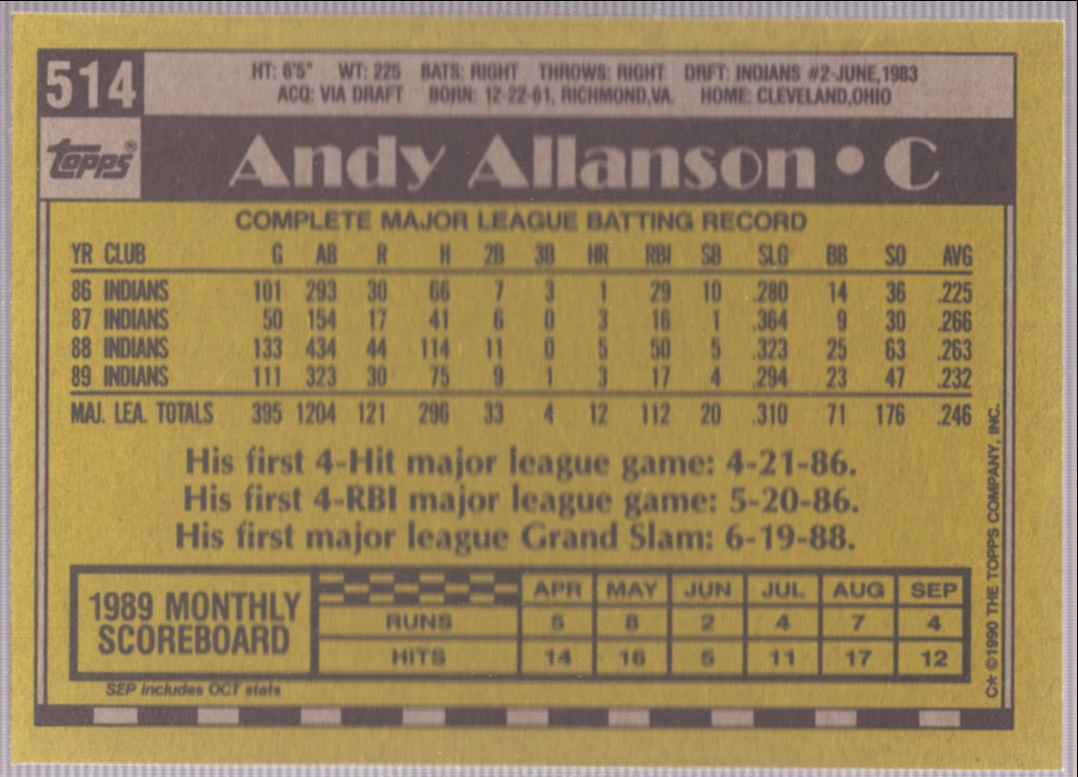 514
HT: 6'5" WT: 225 BATS: RIGHT THROWS: RIGHT DRFT: INDIANS #2-JUNE,1983
ACQ: VIA DRAFT BORN: 12-22-61, RICHMOND,VA. HOME: CLEVELAND,OHIO
topps®
Andy Allanson • C
COMPLETE MAJOR LEAGUE BATTING RECORD
YR CLUB G AB R H 2B 3B HR RBI SB SLG BB SO AVG
86 INDIANS 101 293 30 66 7 3 1 29 10 .280 14 36 .225
87 INDIANS 50 154 17 41 6 0 3 16 1 .364 9 30 .266
88 INDIANS 133 434 44 114 11 0 5 50 5 .323 25 63 .263
89 INDIANS 111 323 30 75 9 1 3 17 4 .294 23 47 .232
MAJ. LEA. TOTALS 395 1204 121 296 33 4 12 112 20 .310 71 176 .246
His first 4-Hit major league game: 4-21-86.
His first 4-RBI major league game: 5-20-86.
His first major league Grand Slam: 6-19-88.
1989 MONTHLY
SCOREBOARD
APR MAY JUN JUL AUG SEP
RUNS 5 8 2 4 7 4
HITS 14 16 5 11 17 12
SEP includes OCT stats
C* ©1990 THE TOPPS COMPANY, INC.